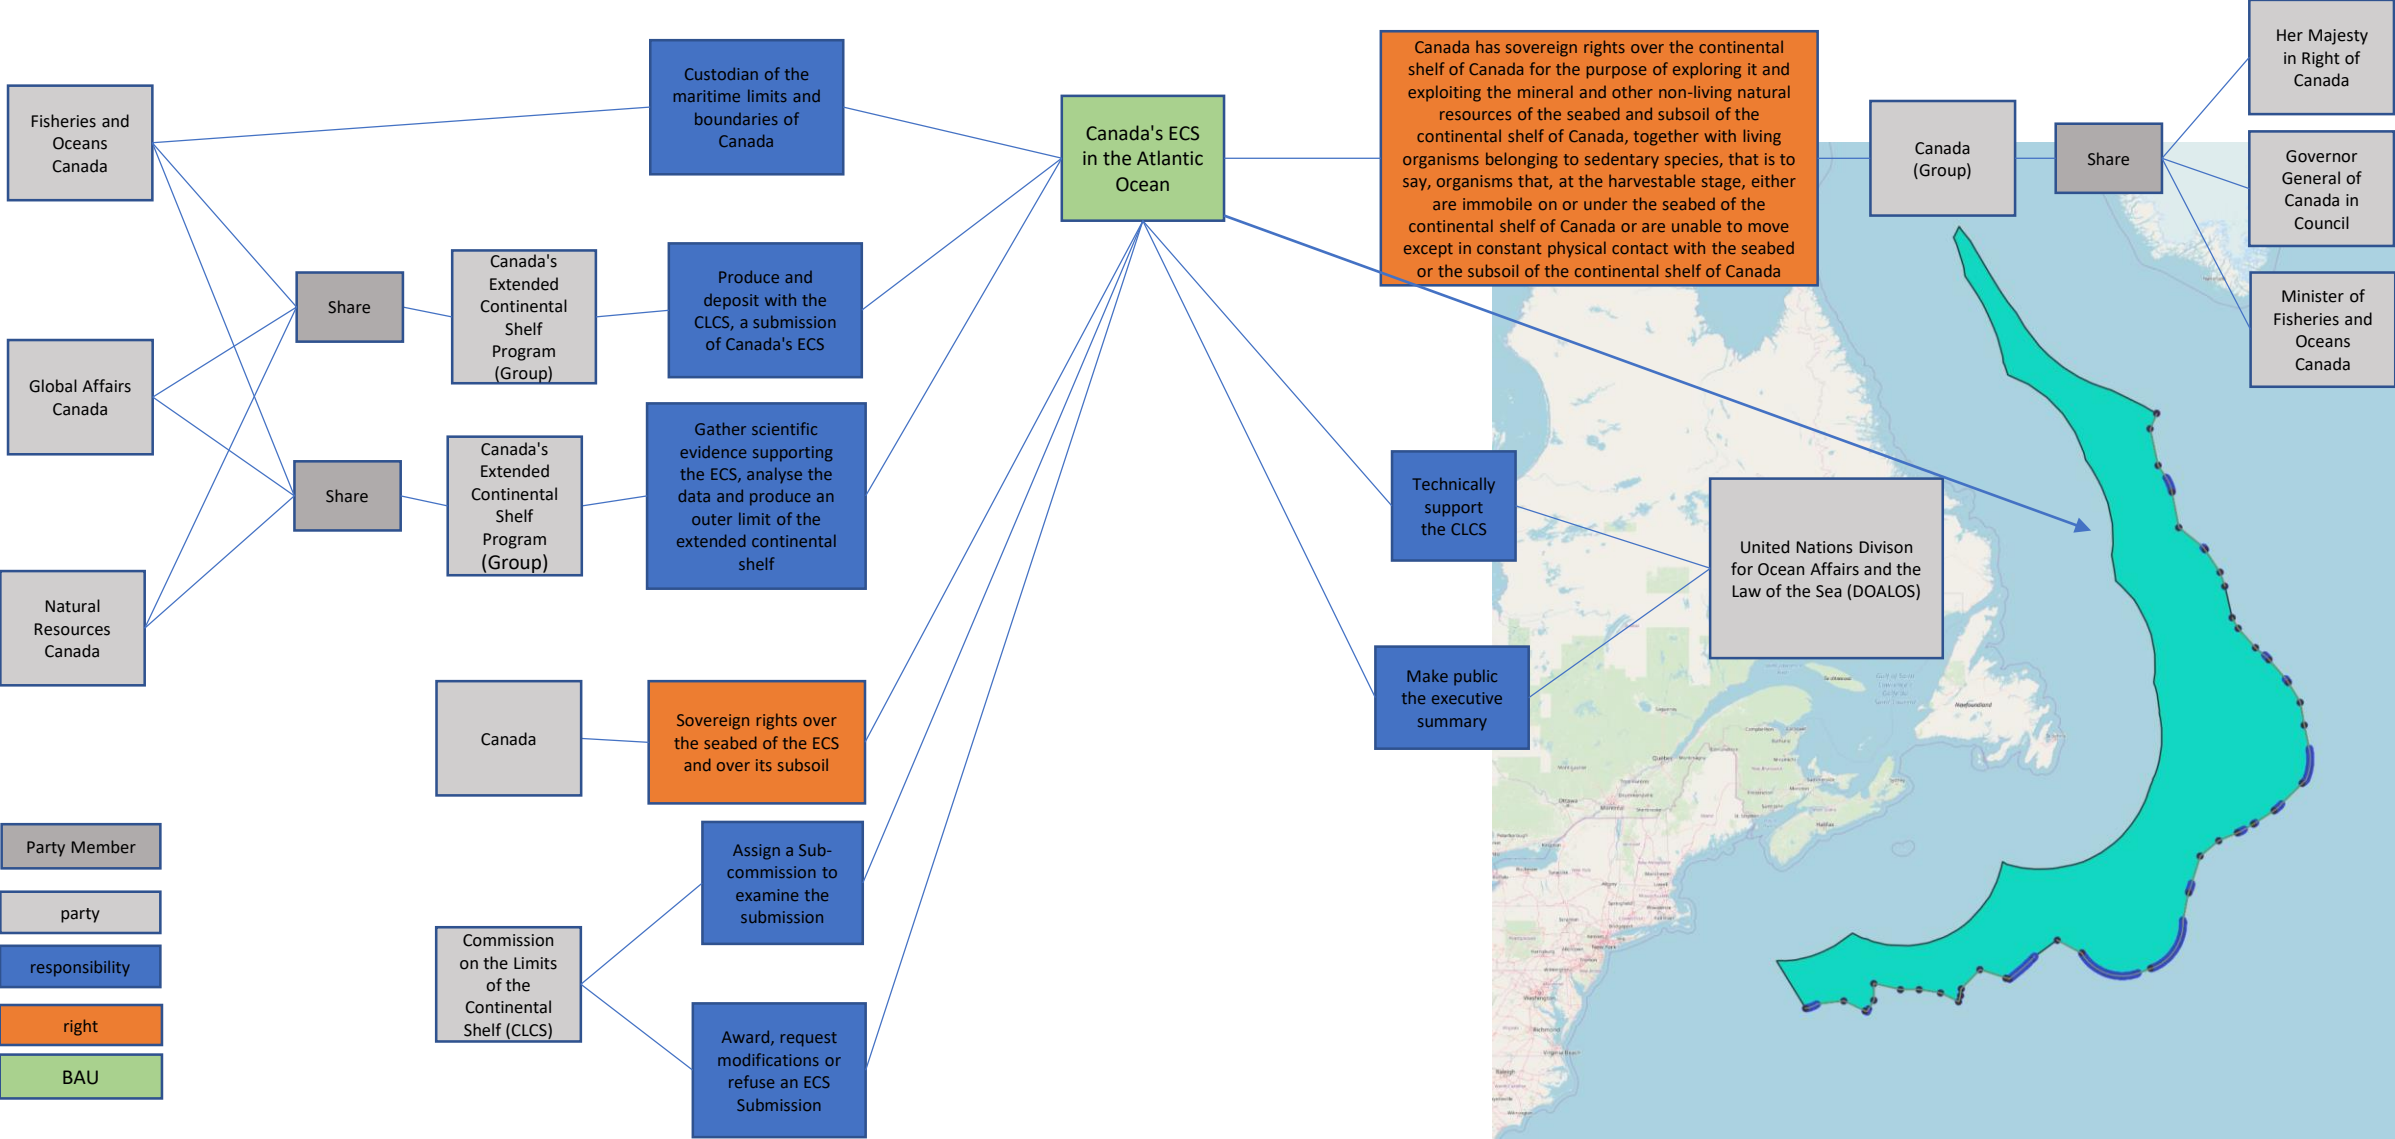 Fisheries and
Oceans
Canada
Global Affairs
Canada
Natural
Resources
Canada
Share
Share
Canada's
Extended
Continental
Shelf
Program
(Group)
Canada's
Extended
Continental
Shelf
Program
(Group)
Custodian of the
maritime limits and
boundaries of
Canada
Produce and
deposit with the
CLCS, a submission
of Canada's ECS
Gather scientific
evidence supporting
the ECS, analyse the
data and produce an
outer limit of the
extended continental
shelf
Canada
Sovereign rights over
the seabed of the ECS
and over its subsoil
Commission
on the Limits
of the
Continental
Shelf (CLCS)
Assign a Sub-
commission to
examine the
submission
Award, request
modifications or
refuse an ECS
Submission
Party Member
party
responsibility
right
BAU
Canada's ECS
in the Atlantic
Ocean
Canada has sovereign rights over the continental
shelf of Canada for the purpose of exploring it and
exploiting the mineral and other non-living natural
resources of the seabed and subsoil of the
continental shelf of Canada, together with living
organisms belonging to sedentary species, that is to
say, organisms that, at the harvestable stage, either
are immobile on or under the seabed of the
continental shelf of Canada or are unable to move
except in constant physical contact with the seabed
or the subsoil of the continental shelf of Canada
Canada
(Group)
Share
Her Majesty
in Right of
Canada
Governor
General of
Canada in
Council
Minister of
Fisheries and
Oceans
Canada
Technically
support
the CLCS
Make public
the executive
summary
United Nations Divison
for Ocean Affairs and the
Law of the Sea (DOALOS)
Newfoundland
Halifax
Ottawa
Montréal
New York
Washington
Richmond
Virginia Beach
Raleigh